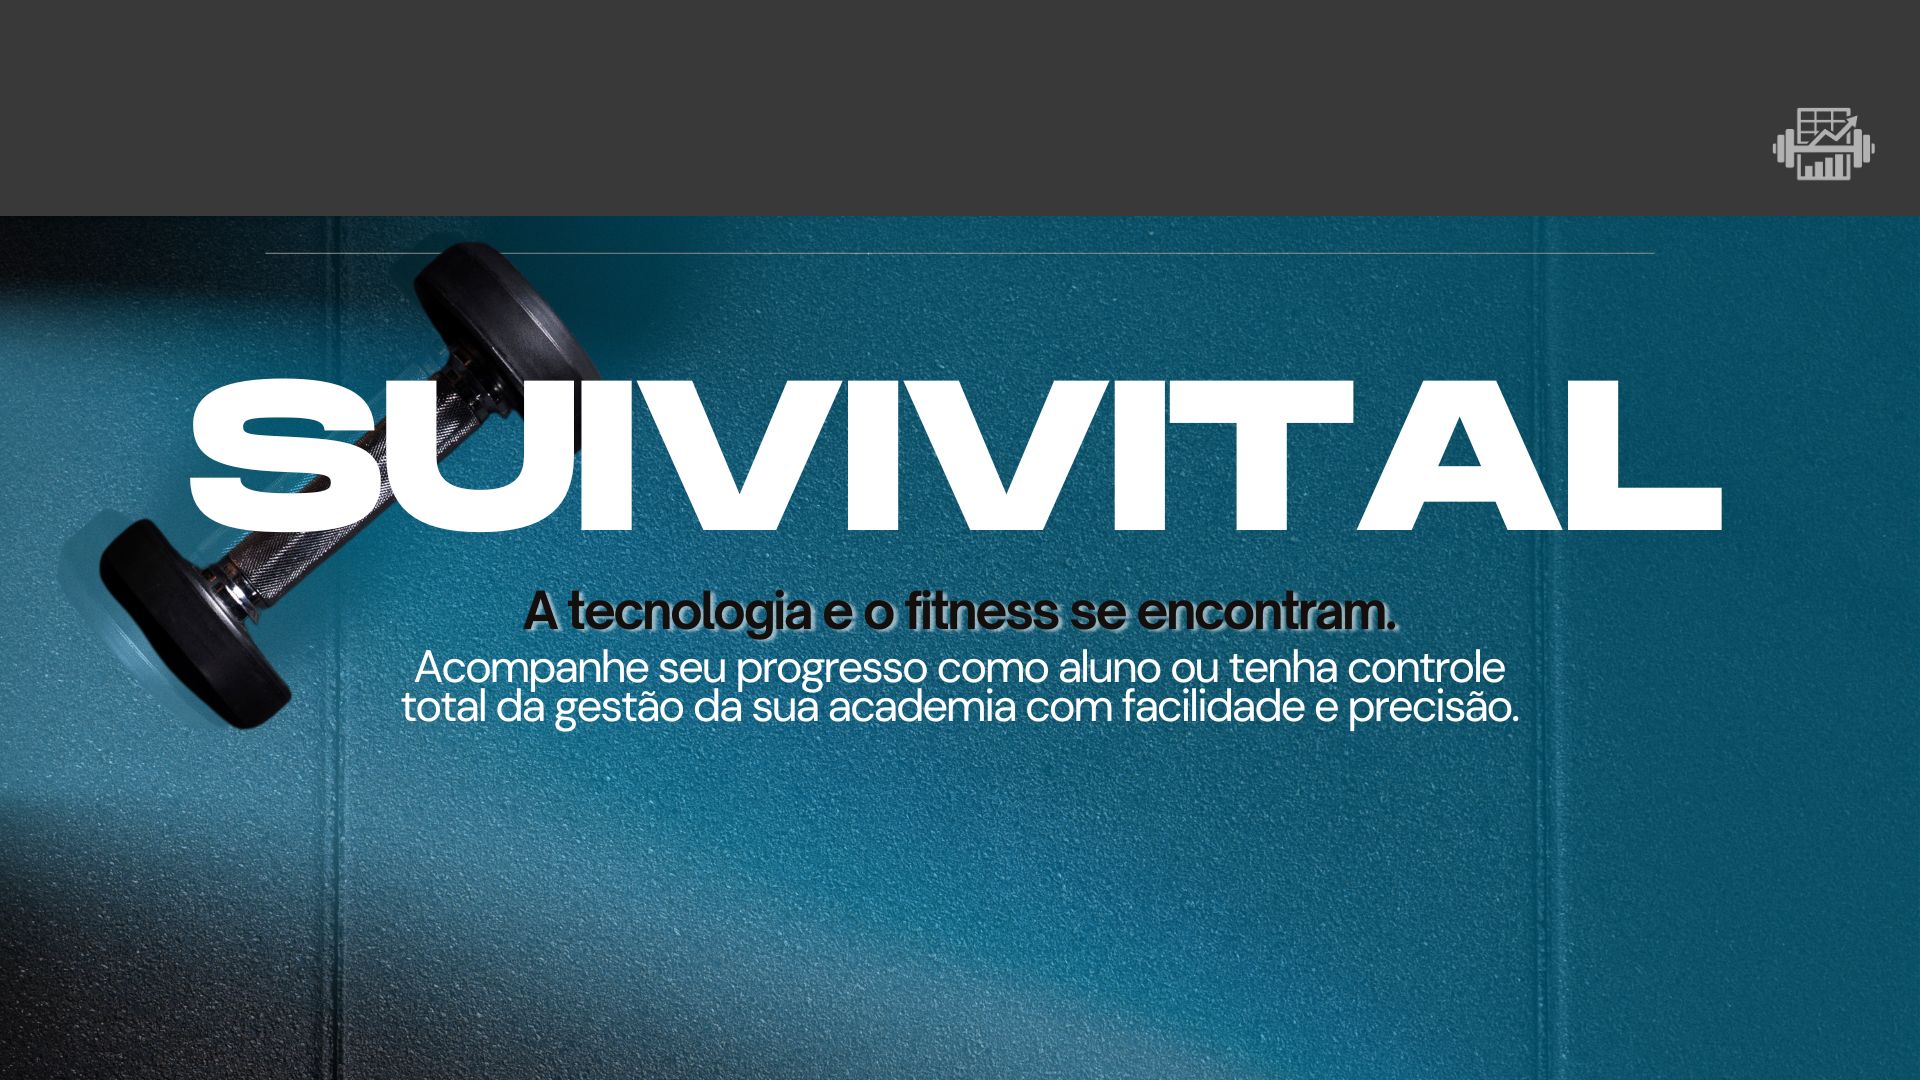 SUIVIVITAL
A tecnologia e o fitness se encontram.
Acompanhe seu progresso como aluno ou tenha controle
total da gestão da sua academia com facilidade e precisão.